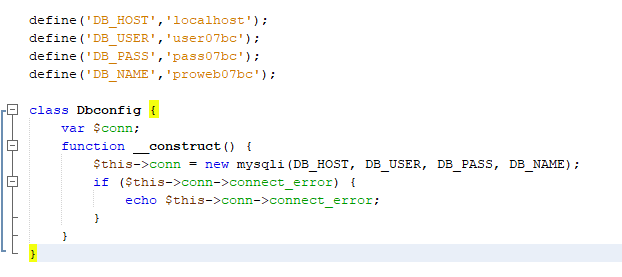 define('DB_HOST','localhost');
define('DB_USER','user07bc');
define('DB_PASS','pass07bc');
define('DB_NAME','proweb07bc');
class Dbconfig {
var $conn;
function __construct() {
$this->conn = new mysqli(DB_HOST, DB_USER, DB_PASS, DB_NAME);
if ($this->conn->connect_error) {
echo $this->conn->connect_error;
}
}
}